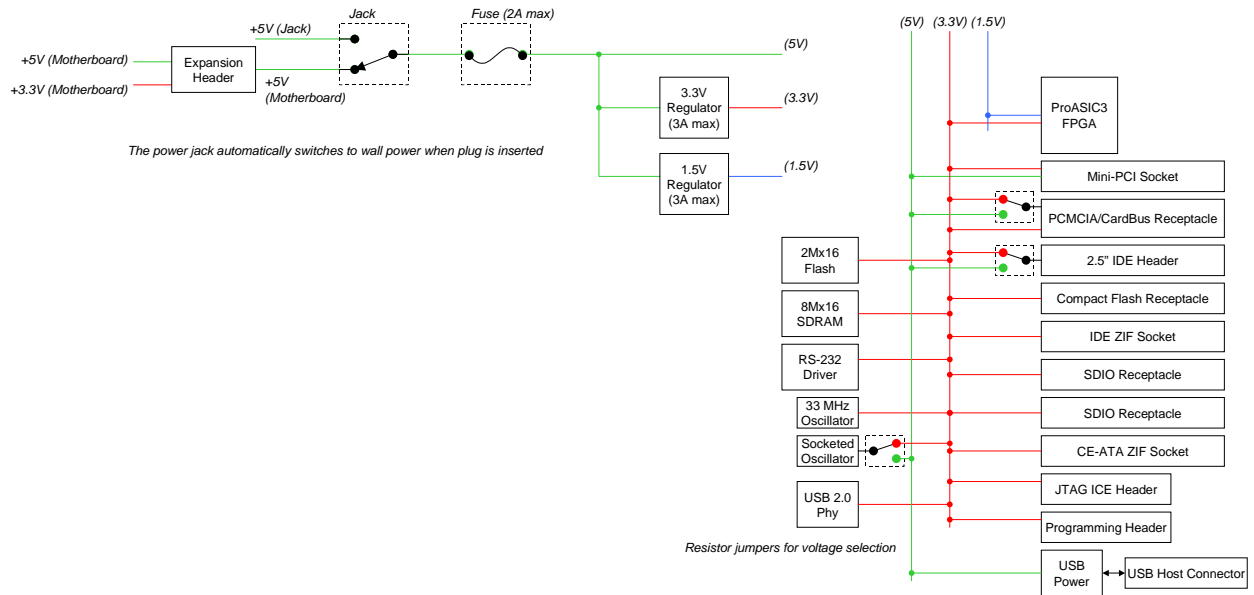 Jack
Fuse (2A max)
(5V)
(3.3V)
(1.5V)
+5V (Jack)
+5V (Motherboard)
Expansion
Header
+5V
(Motherboard)
+3.3V (Motherboard)
(5V)
3.3V
Regulator
(3A max)
(3.3V)
1.5V
Regulator
(3A max)
(1.5V)
The power jack automatically switches to wall power when plug is inserted
ProASIC3
FPGA
Mini-PCI Socket
PCMCIA/CardBus Receptacle
2Mx16
Flash
2.5” IDE Header
8Mx16
SDRAM
Compact Flash Receptacle
IDE ZIF Socket
RS-232
Driver
SDIO Receptacle
33 MHz
Oscillator
SDIO Receptacle
Socketed
Oscillator
CE-ATA ZIF Socket
USB 2.0
Phy
JTAG ICE Header
Programming Header
Resistor jumpers for voltage selection
USB
Power
USB Host Connector